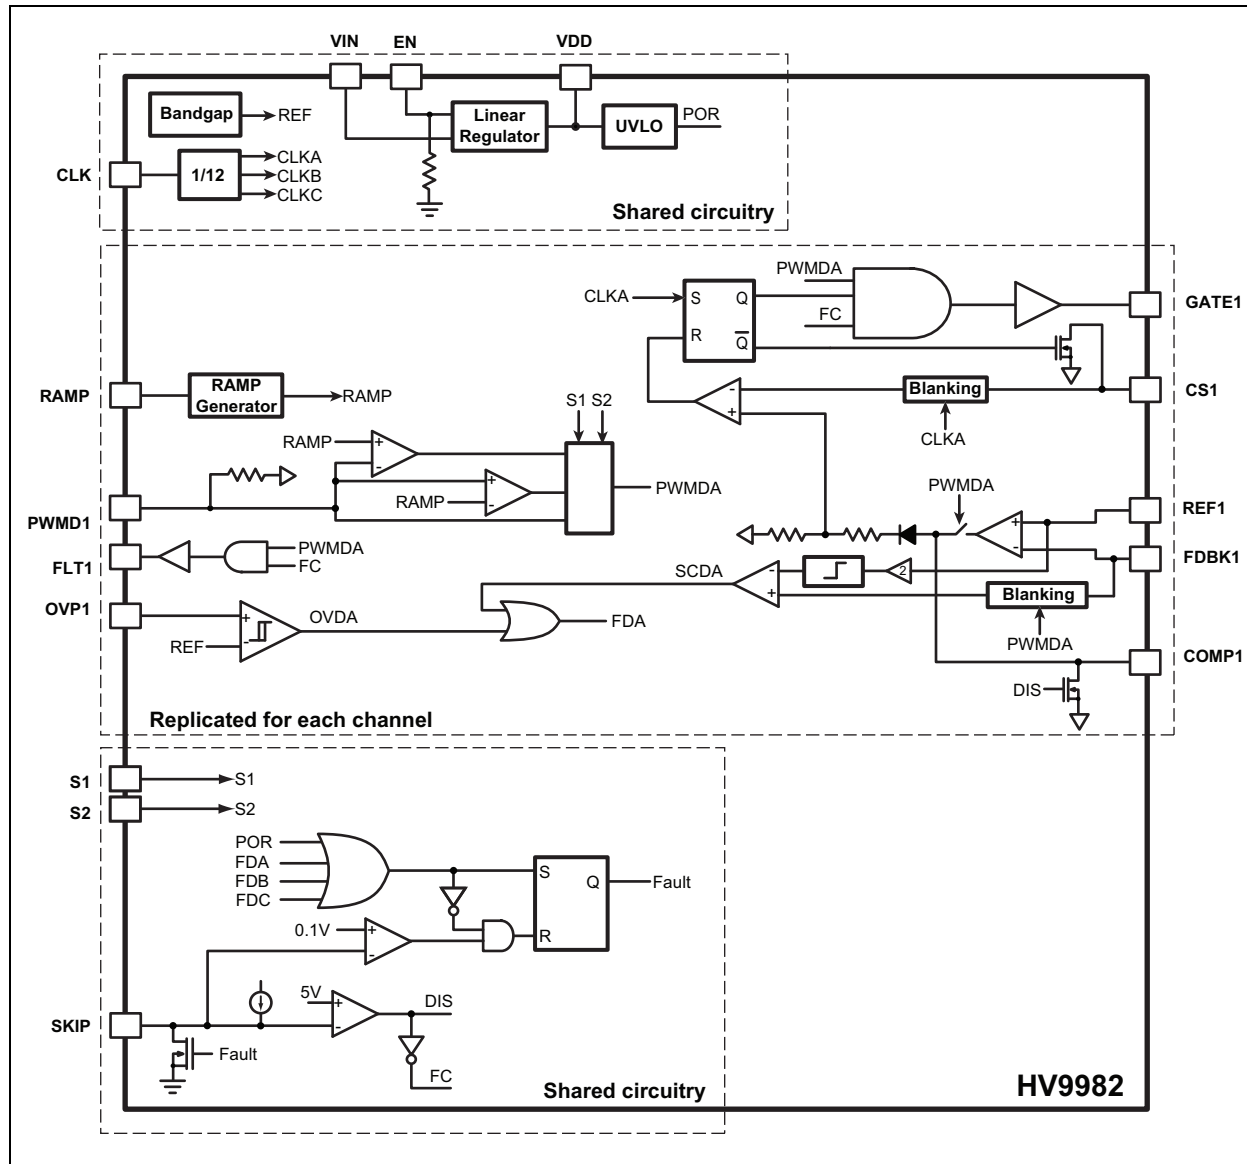 VIN EN VDD
Bandgap REF
Linear Regulator
UVLO POR
CLK 1/12 CLKA
CLKB
CLKC
Shared circuitry
PWMDA
CLKA S Q
FC
GATE1
R Q
RAMP
RAMP Generator
RAMP
- +
Blanking
CS1
CLKA
S1 S2
RAMP + -
+ -
RAMP
PWMDA
PWMD1
PWMDA
REF1
+ -
FLT1
PWMDA
FC
FDBK1
2
SCDA - +
Blanking
PWMDA
OVP1
+ -
REF
OVDA
FDA
COMP1
DIS
Replicated for each channel
S1 S1
S2 S2
POR
FDA
FDB
FDC
S Q Fault
R
0.1V + -
5V + -
DIS
SKIP
Fault
FC
Shared circuitry
HV9982